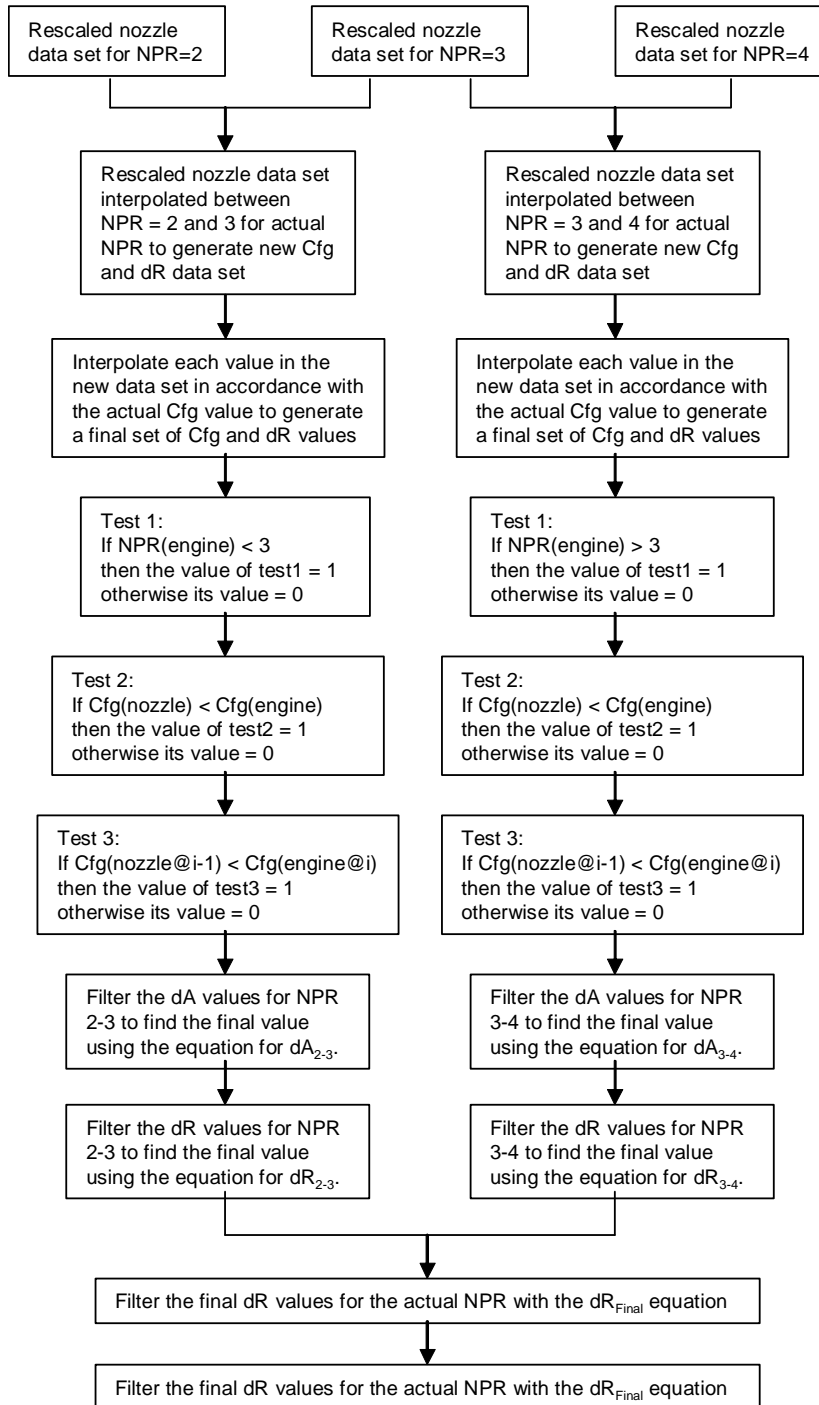 Rescaled nozzle
data set for NPR=2
Rescaled nozzle
data set for NPR=3
Rescaled nozzle
data set for NPR=4
Rescaled nozzle data set
interpolated between
NPR = 2 and 3 for actual
NPR to generate new Cfg
and dR data set
Rescaled nozzle data set
interpolated between
NPR = 3 and 4 for actual
NPR to generate new Cfg
and dR data set
Interpolate each value in the
new data set in accordance with
the actual Cfg value to generate
a final set of Cfg and dR values
Interpolate each value in the
new data set in accordance with
the actual Cfg value to generate
a final set of Cfg and dR values
Test 1:
If NPR(engine) < 3
then the value of test1 = 1
otherwise its value = 0
Test 1:
If NPR(engine) > 3
then the value of test1 = 1
otherwise its value = 0
Test 2:
If Cfg(nozzle) < Cfg(engine)
then the value of test2 = 1
otherwise its value = 0
Test 2:
If Cfg(nozzle) < Cfg(engine)
then the value of test2 = 1
otherwise its value = 0
Test 3:
If Cfg(nozzle@i-1) < Cfg(engine@i)
then the value of test3 = 1
otherwise its value = 0
Test 3:
If Cfg(nozzle@i-1) < Cfg(engine@i)
then the value of test3 = 1
otherwise its value = 0
Filter the dA values for NPR
2-3 to find the final value
using the equation for dA2-3.
Filter the dA values for NPR
3-4 to find the final value
using the equation for dA3-4.
Filter the dR values for NPR
2-3 to find the final value
using the equation for dR2-3.
Filter the dR values for NPR
3-4 to find the final value
using the equation for dR3-4.
Filter the final dR values for the actual NPR with the dRFinal equation
Filter the final dR values for the actual NPR with the dRFinal equation